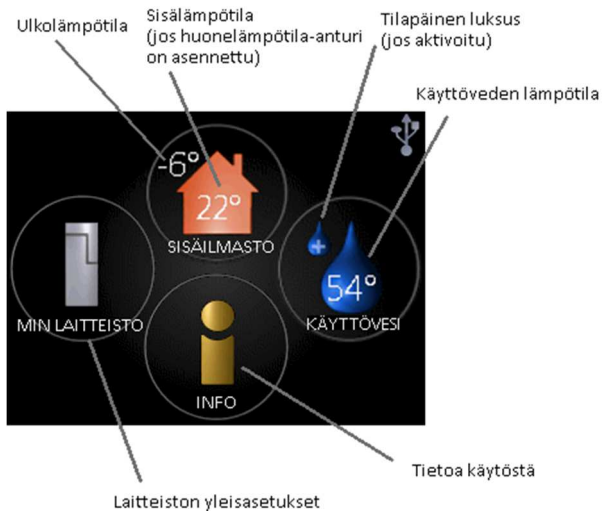 Ulkolämpötila
Sisälämpötila
(jos huonelämpötila-anturi
on asennettu)
Tilapäinen luksus
(jos aktivoitu)
Käyttöveden lämpötila
-6°
22°
SISÄILMASTO
54°
MIN LAITTEISTO
KÄYTTÖVESI
INFO
Tietoa käytöstä
Laitteiston yleisasetukset